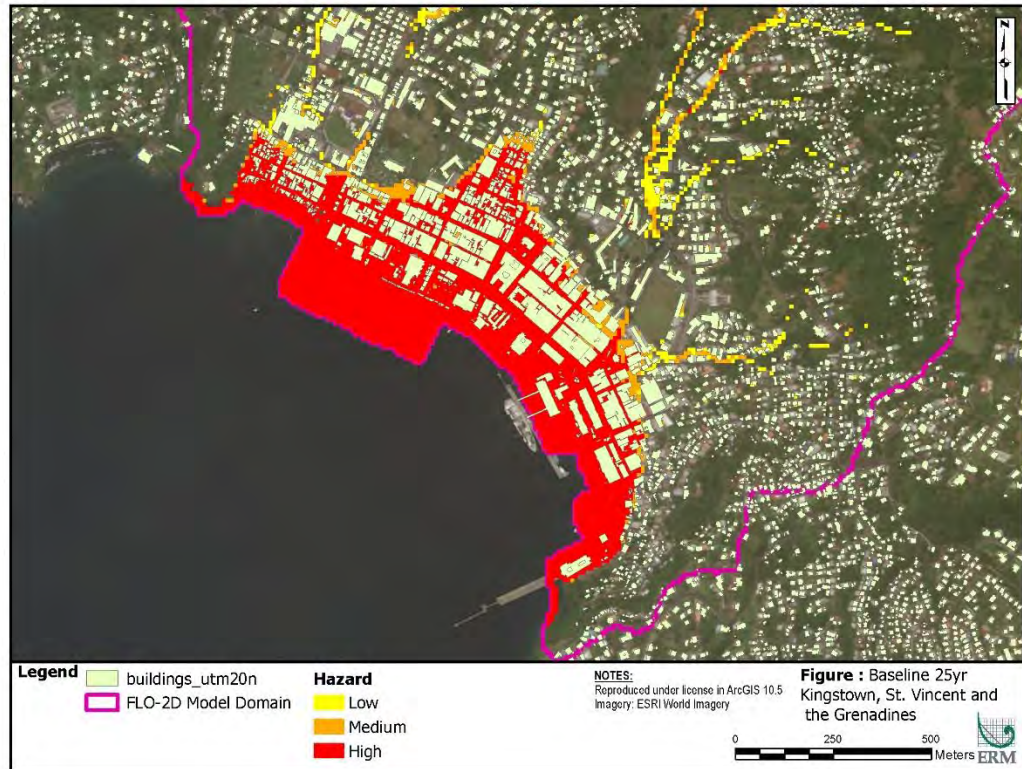 N
Legend
buildings_utm20n
FLO-2D Model Domain
Hazard
Low
Medium
High
NOTES:
Reproduced under license in ArcGIS 10.5
Imagery: ESRI World Imagery
Figure : Baseline 25yr
Kingstown, St. Vincent and
the Grenadines
0 250 500
Meters
ERM